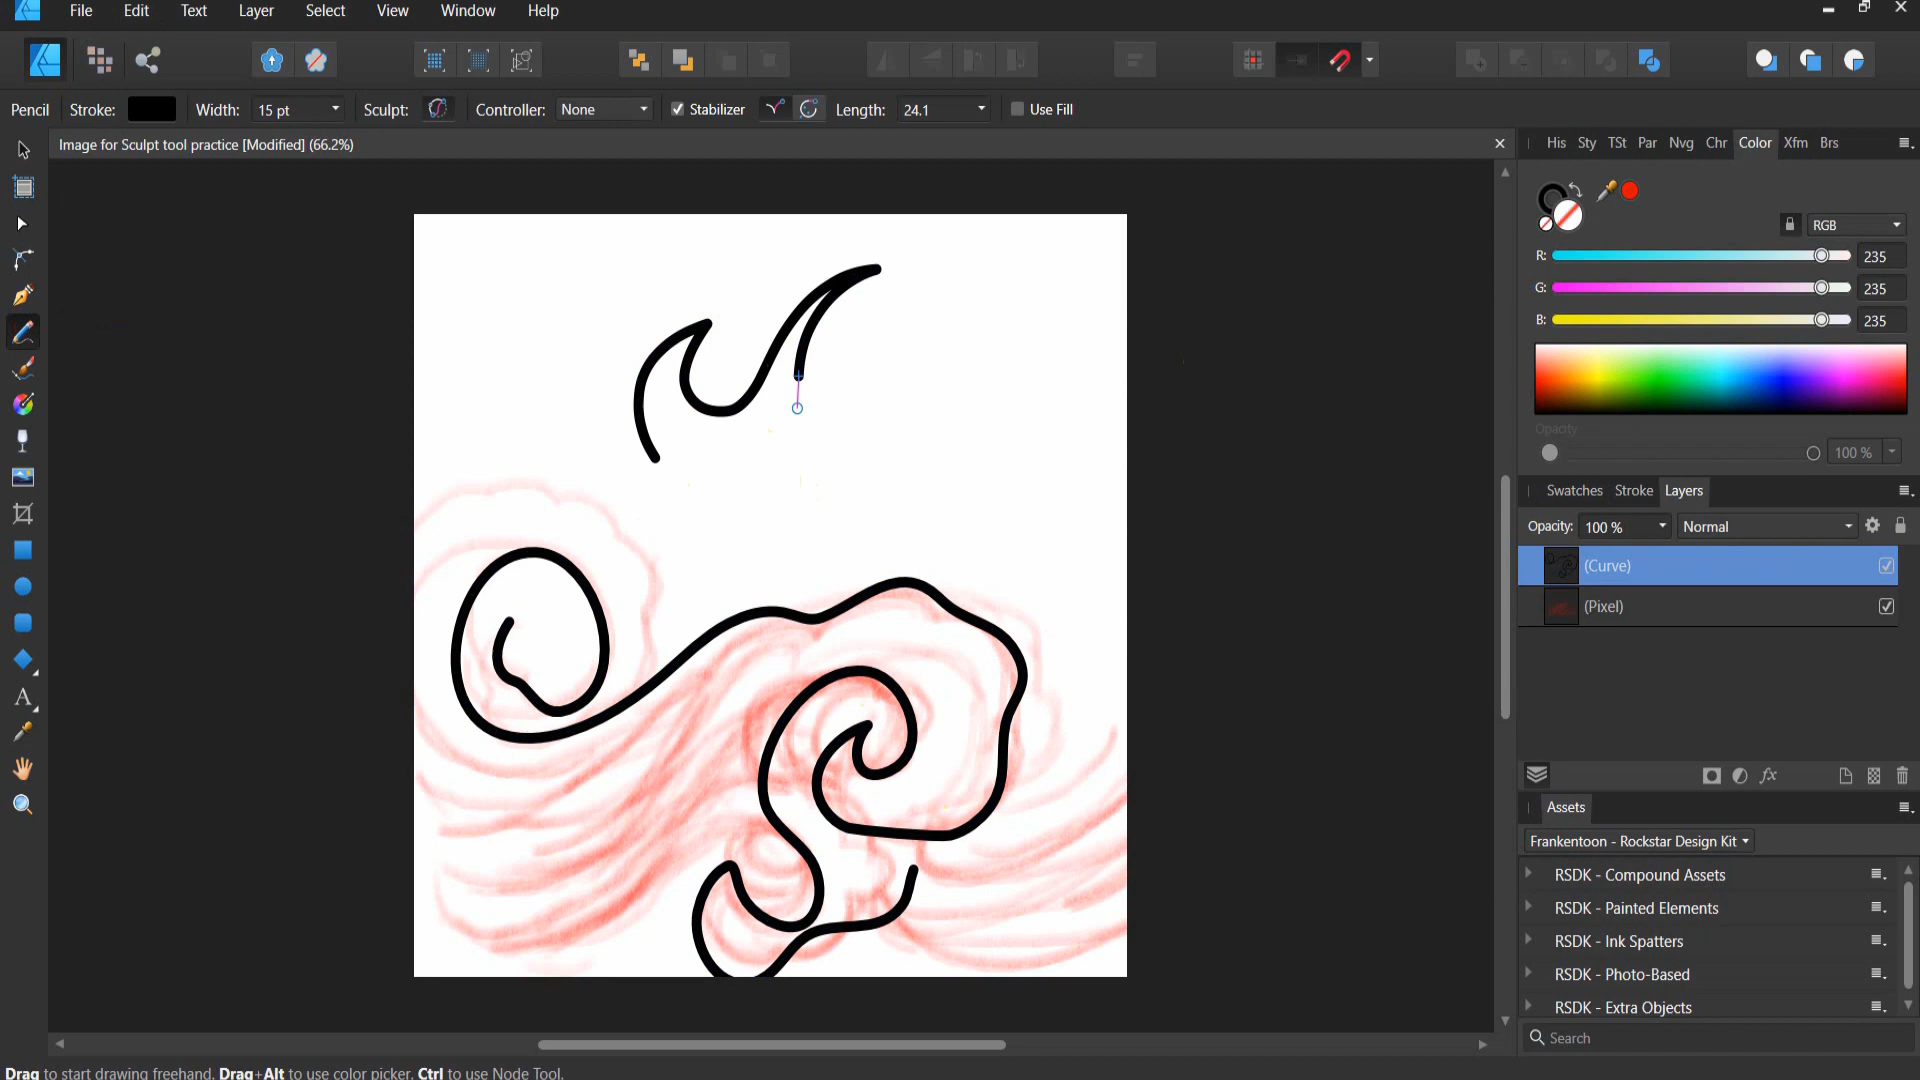 File Edit Text Layer Select View Window Help
Pencil Stroke: Width: 15 pt Sculpt: Controller: None Stabilizer Length: 24.1 Use Fill
Image for Sculpt tool practice [Modified] (66.2%)
His Sty TSt Par Nvg Chr Color Xfm Brs
RGB
R: 235
G: 235
B: 235
Opacity
100 %
Swatches Stroke Layers
Opacity: 100 % Normal
(Curve)
(Pixel)
fx
Assets
Frankentoon - Rockstar Design Kit
RSDK - Compound Assets
RSDK - Painted Elements
RSDK - Ink Spatters
RSDK - Photo-Based
RSDK - Extra Objects
Search
Drag to start drawing freehand. Drag+Alt to use color picker. Ctrl to use Node Tool.